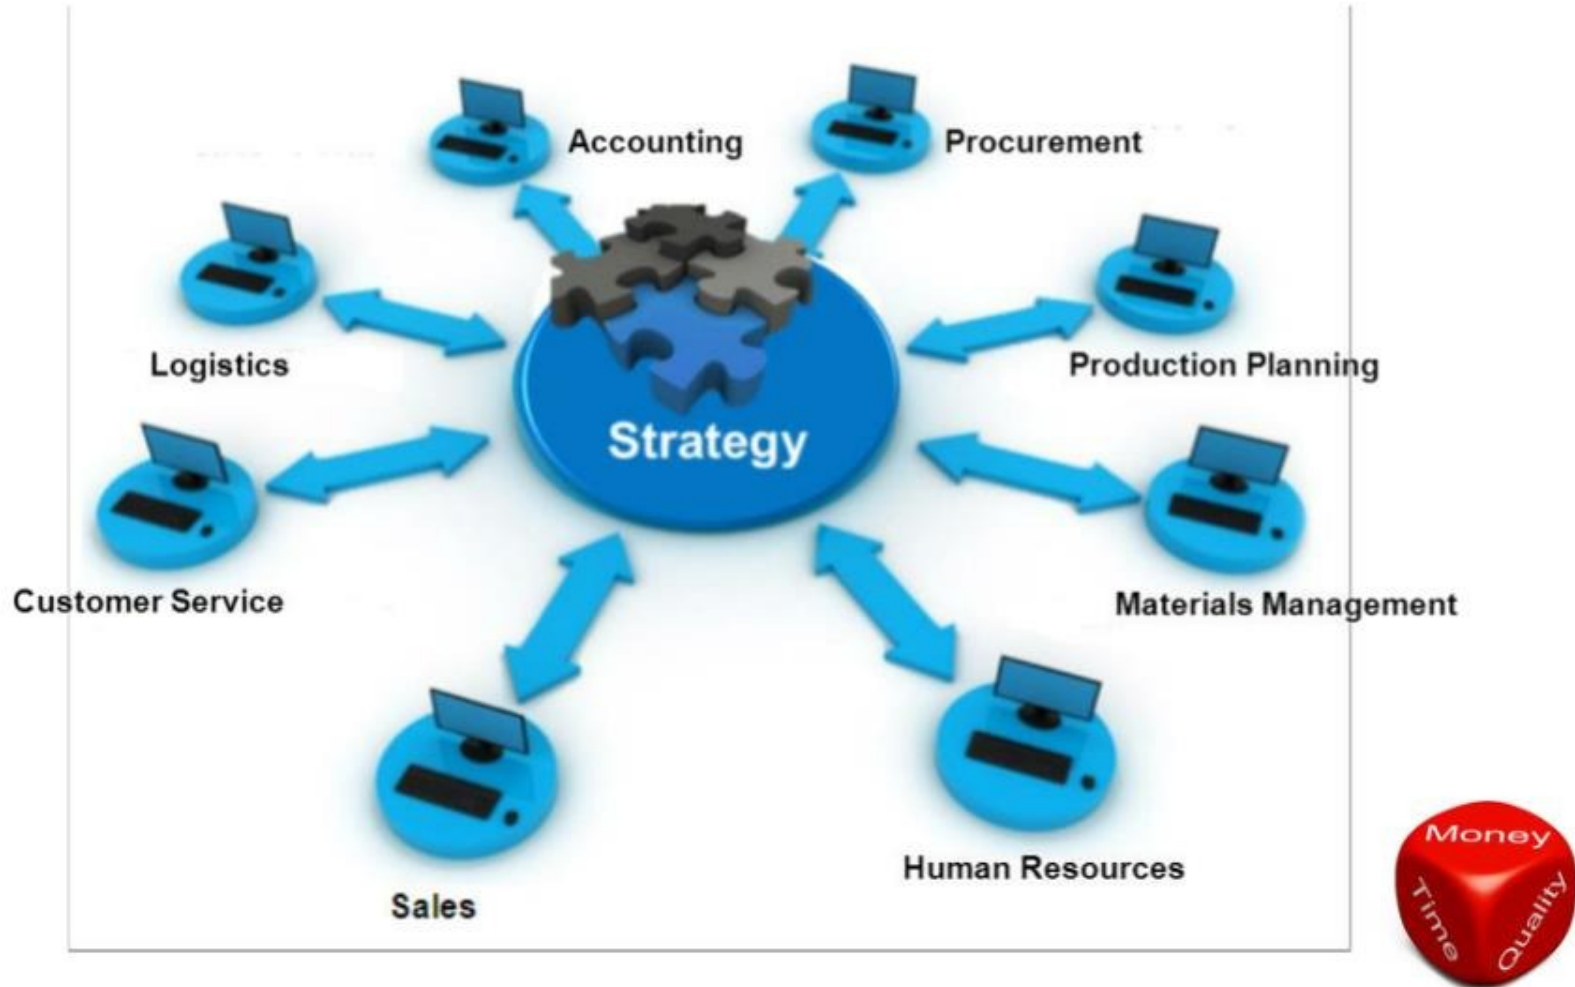 Accounting
Procurement
Logistics
Production Planning
Strategy
Customer Service
Materials Management
Human Resources
Sales
Money
Time
Quality